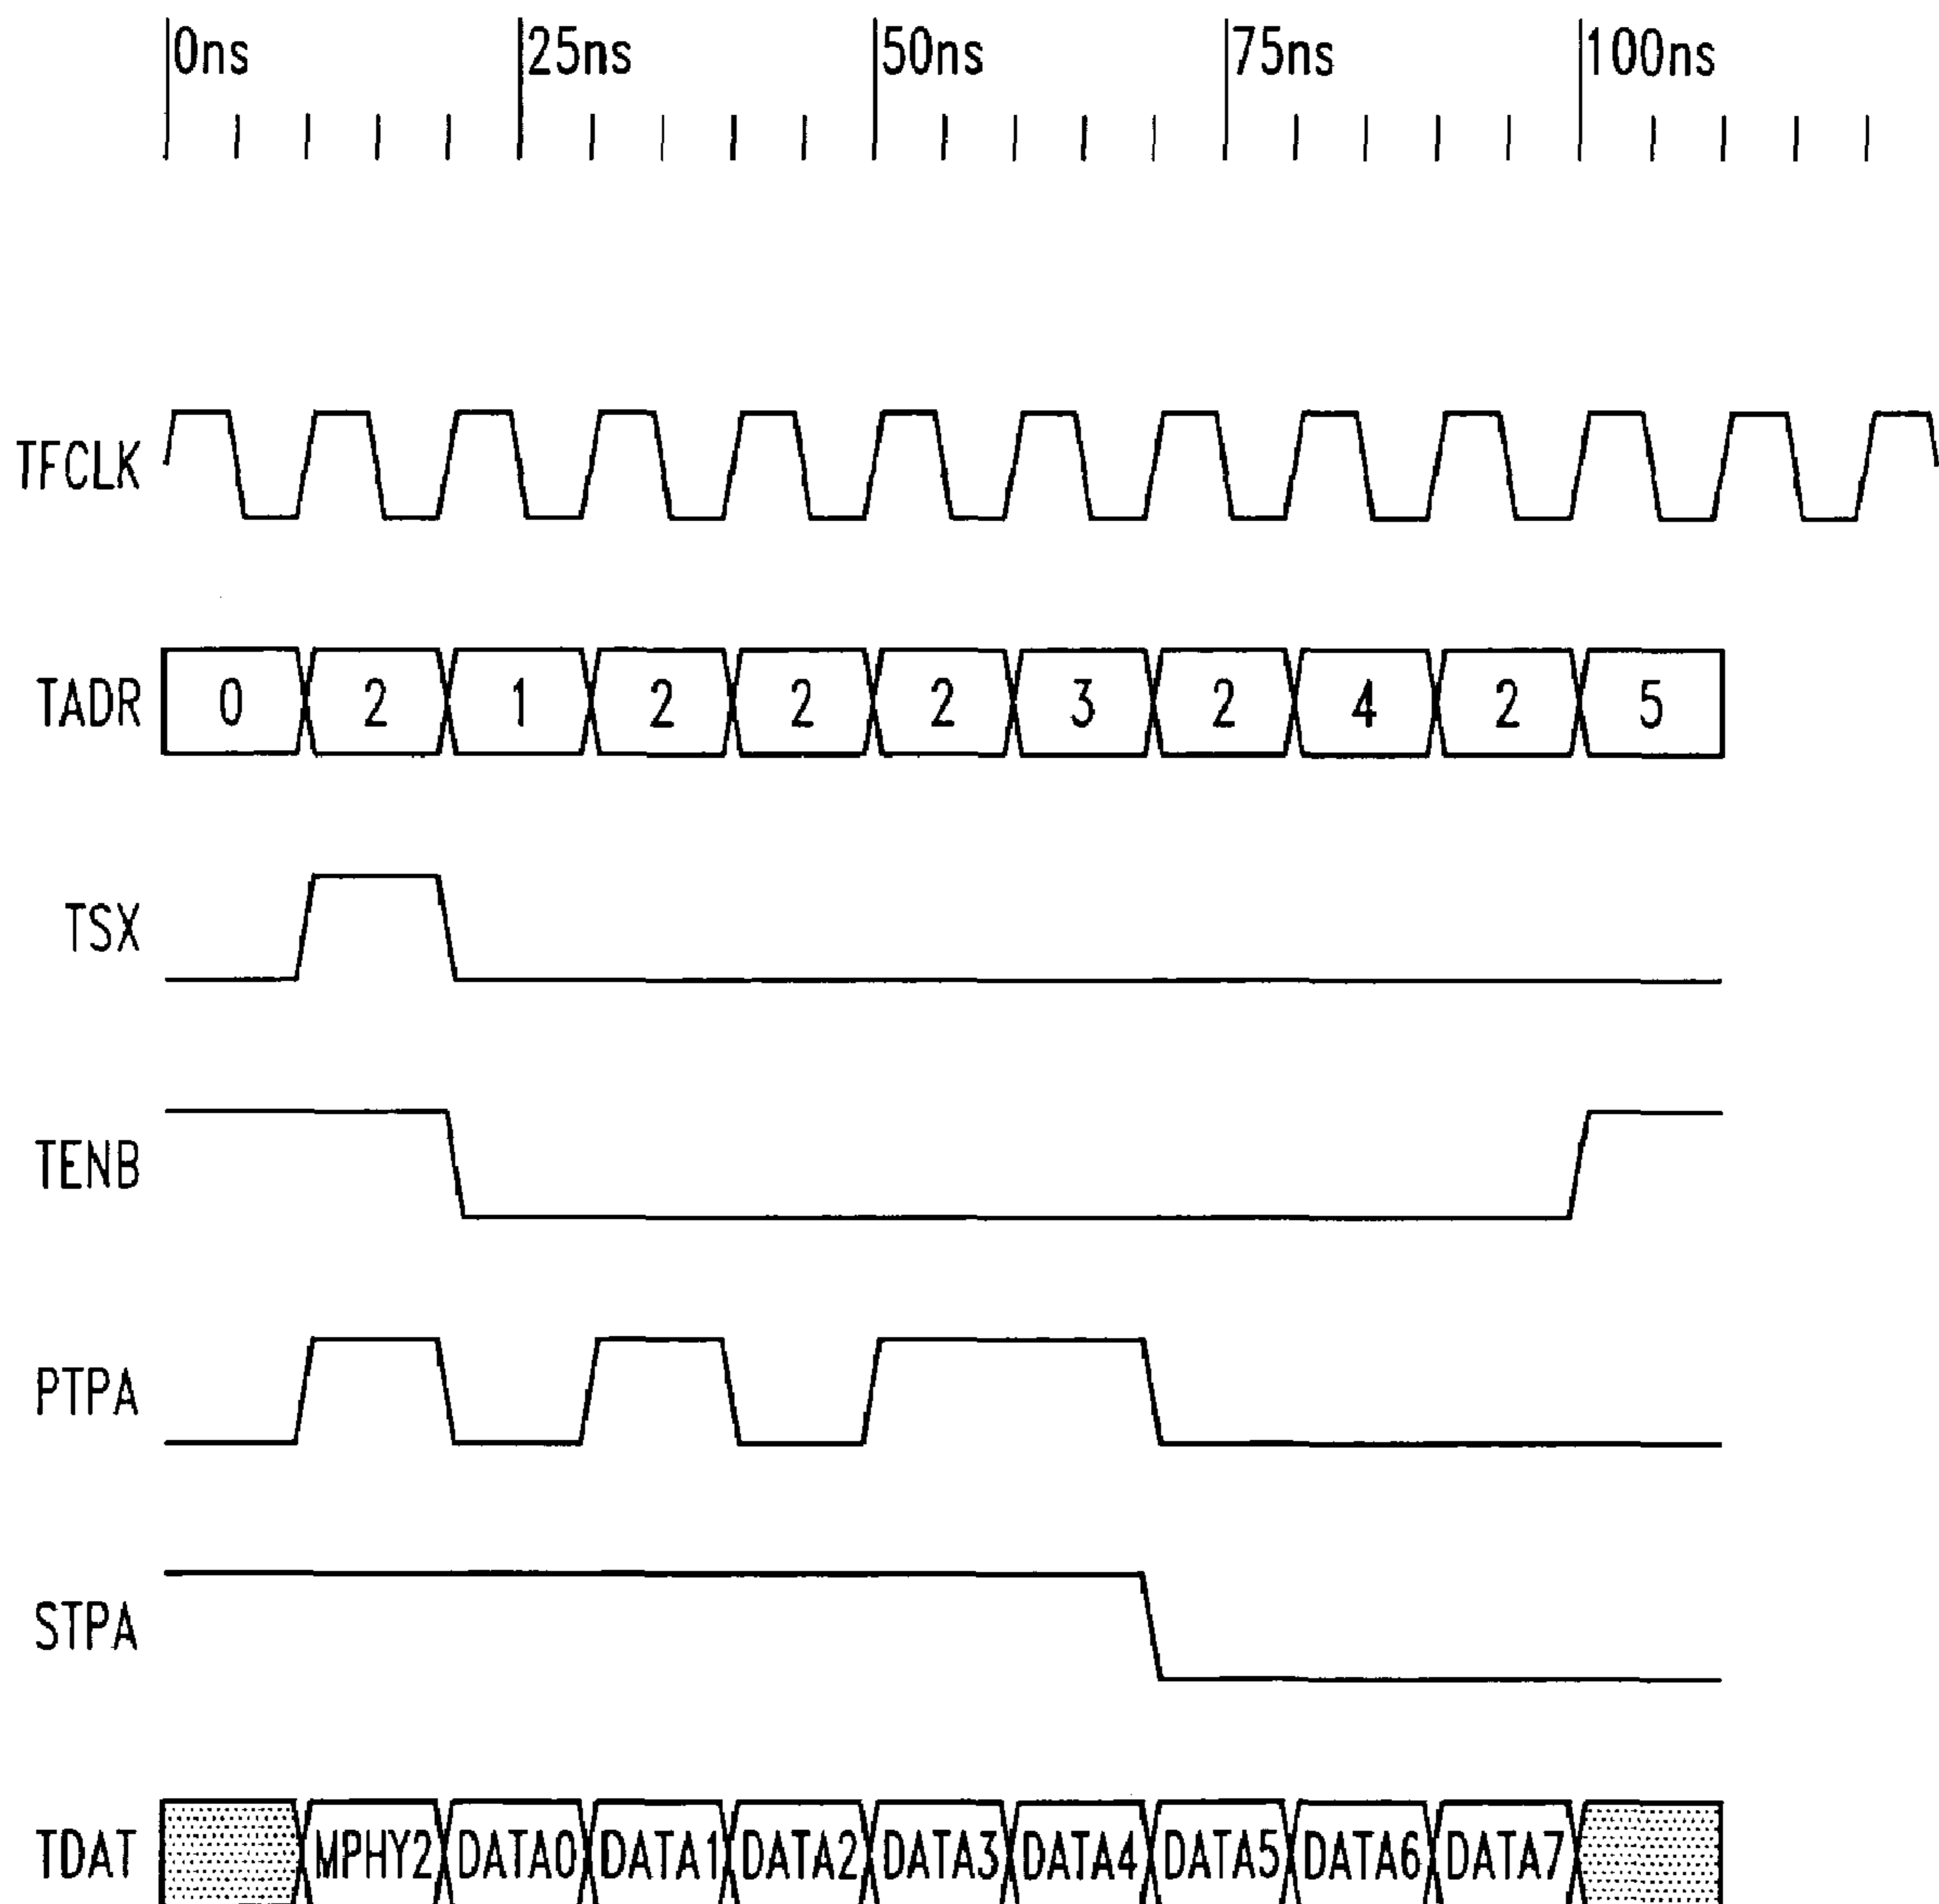 0ns 25ns 50ns 75ns 100ns
TFCLK
TADR 0 2 1 2 2 2 3 2 4 2 5
TSX
TENB
PTPA
STPA
TDAT MPHY2 DATA0 DATA1 DATA2 DATA3 DATA4 DATA5 DATA6 DATA7